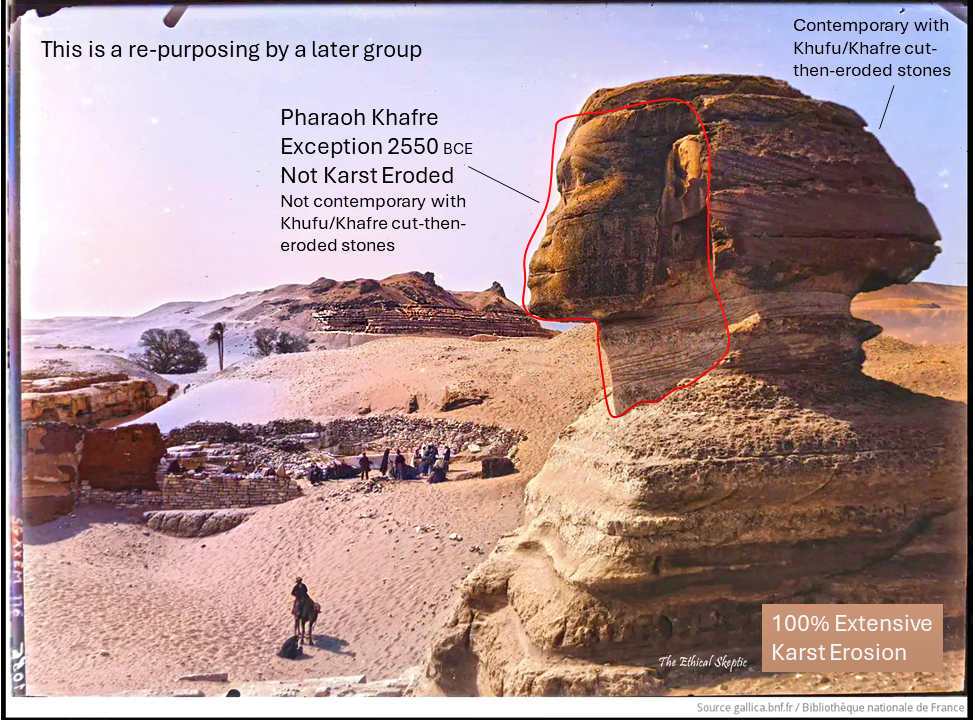 This is a re-purposing by a later group
Contemporary with
Khufu/Khafre cut-
then-eroded stones
Pharaoh Khafre
Exception 2550 BCE
Not Karst Eroded
Not contemporary with
Khufu/Khafre cut-then-
eroded stones
100% Extensive
Karst Erosion
The Ethical Skeptic
Source gallica.bnf.fr / Bibliothèque nationale de France